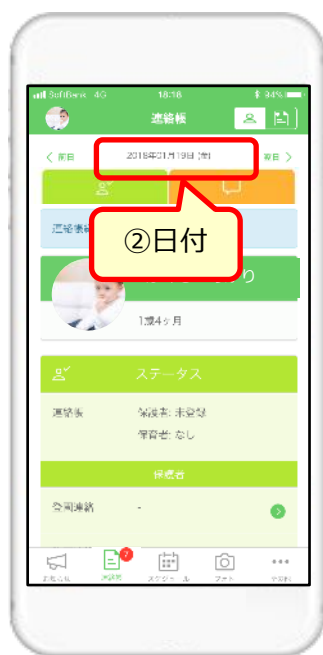 SoftBank 4G 18:18 94%
連絡帳
< 前日 2018年01月19日 (金) 翌日 >
連絡帳
②日付
り
1歳4ヶ月
ステータス
連絡帳 保護者: 未登録
保育者: なし
保護者
登園連絡 -
7
お知らせ 連絡帳 スケジュール フォト その他